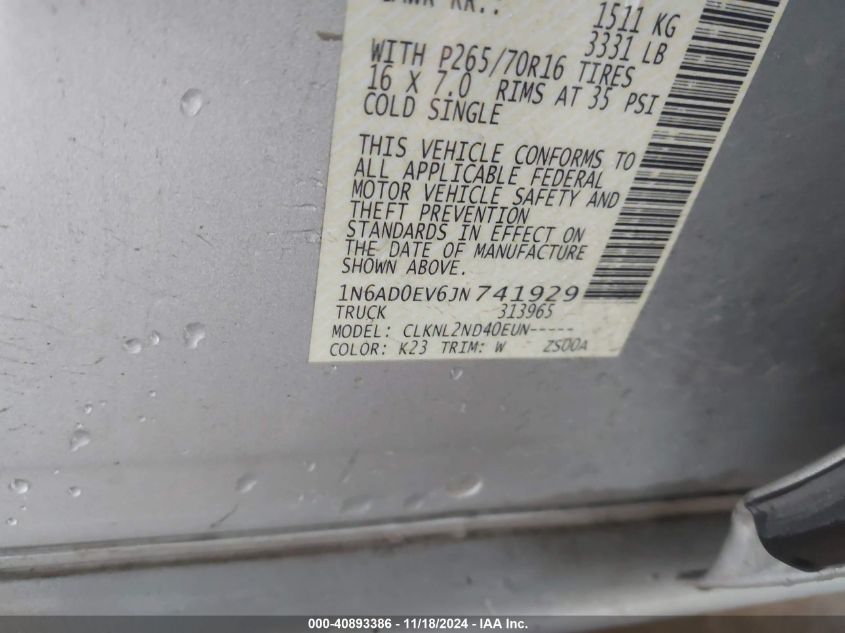 RR.:
1511 KG
3331 LB
WITH P265/70R16 TIRES
16 X 7.0 RIMS AT 35 PSI
COLD SINGLE
THIS VEHICLE CONFORMS TO
ALL APPLICABLE FEDERAL
MOTOR VEHICLE SAFETY AND
THEFT PREVENTION
STANDARDS IN EFFECT ON
THE DATE OF MANUFACTURE
SHOWN ABOVE.
1N6AD0EV6JN741929
TRUCK 313965
MODEL: CLKNL2ND40EUN-----
COLOR: K23 TRIM: W ZS00A
000-40893386 - 11/18/2024 - IAA Inc.